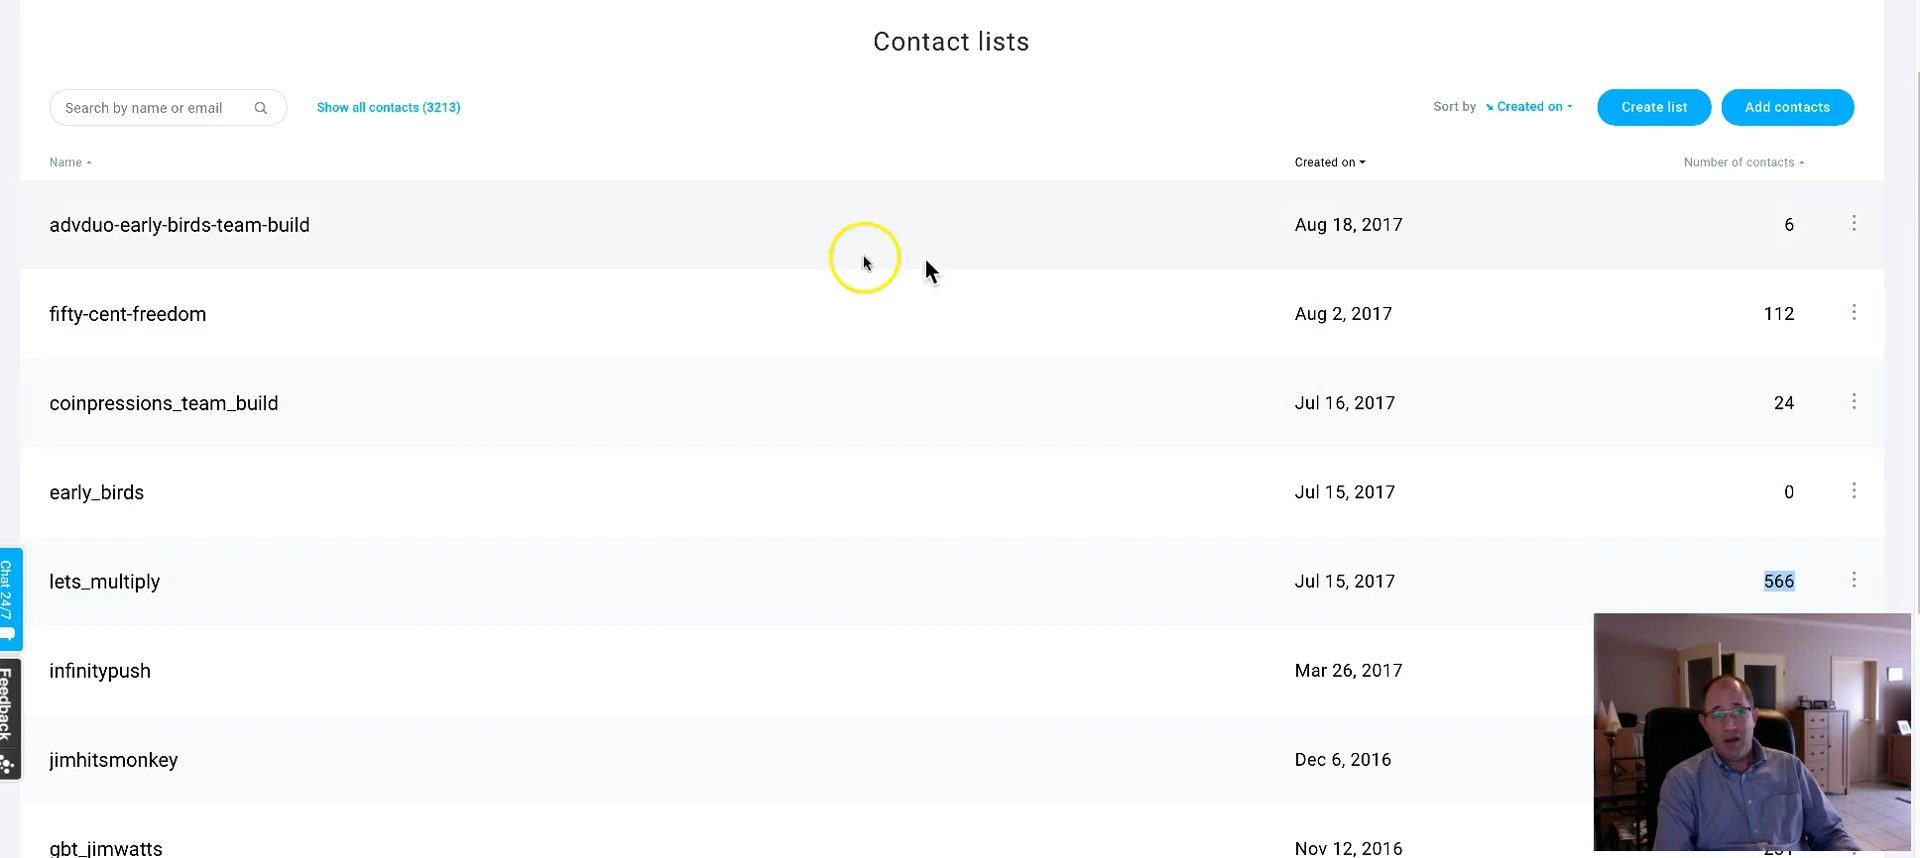 Contact lists
Search by name or email
Show all contacts (3213)
Sort by Created on
Create list
Add contacts
Name
Created on
Number of contacts
advduo-early-birds-team-build Aug 18, 2017 6
fifty-cent-freedom Aug 2, 2017 112
coinpressions_team_build Jul 16, 2017 24
early_birds Jul 15, 2017 0
lets_multiply Jul 15, 2017 566
infinitypush Mar 26, 2017
jimhitsmonkey Dec 6, 2016
gbt_jimwatts Nov 12, 2016
Chat 24/7
Feedback